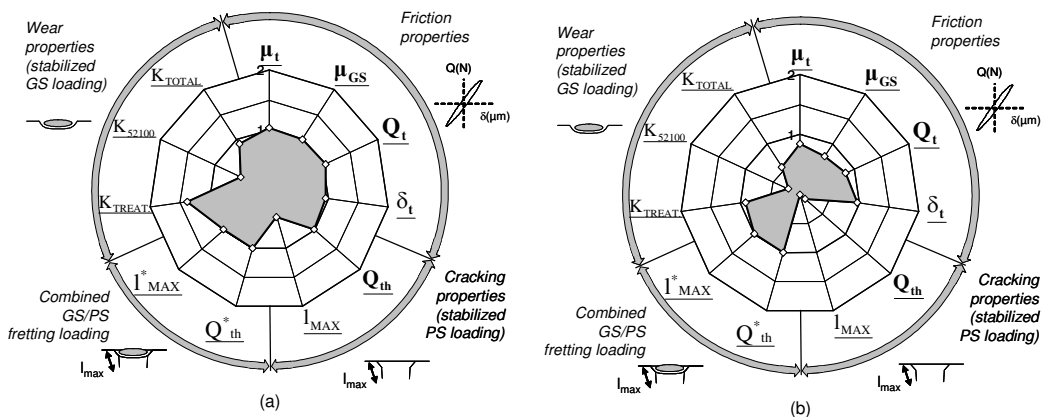 Wear
properties
(stabilized
GS loading)
Friction
properties
Q(N)
δ(μm)
μt
μGS
Qt
δt
Qth
lMAX
Q*th
l*MAX
KTREAT.
K52100
KTOTAL
2
1
Combined
GS/PS
fretting loading
Cracking
properties
(stabilized
PS loading)
lmax
lmax
(a)
Wear
properties
(stabilized
GS loading)
Friction
properties
Q(N)
δ(μm)
μt
μGS
Qt
δt
Qth
lMAX
Q*th
l*MAX
KTREAT.
K52100
KTOTAL
2
1
Combined
GS/PS
fretting loading
Cracking
properties
(stabilized
PS loading)
lmax
lmax
(b)